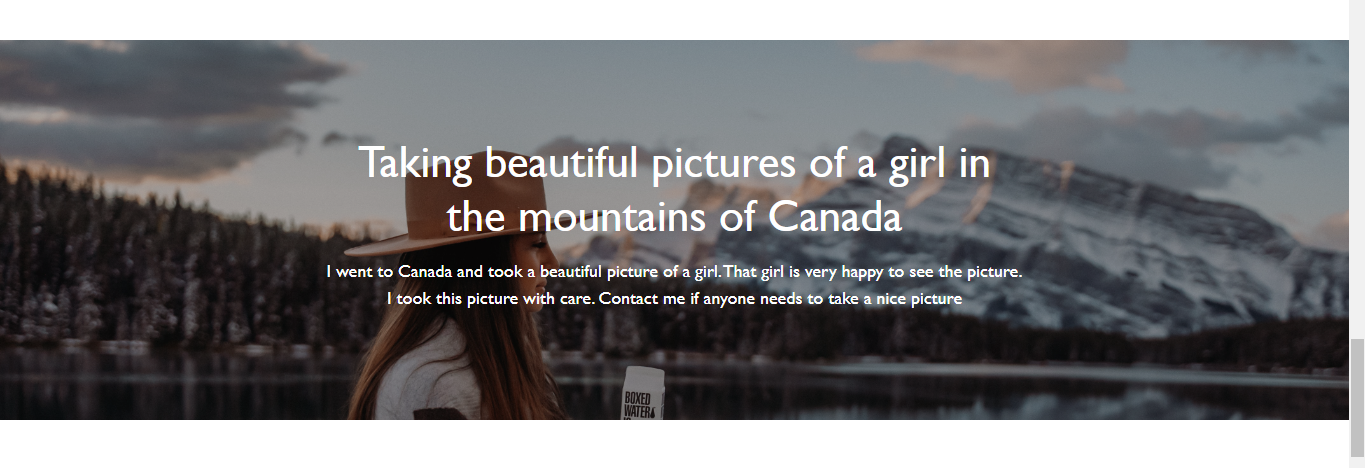 Taking beautiful pictures of a girl in
the mountains of Canada
I went to Canada and took a beautiful picture of a girl. That girl is very happy to see the picture.
I took this picture with care. Contact me if anyone needs to take a nice picture
BOXED
WATER